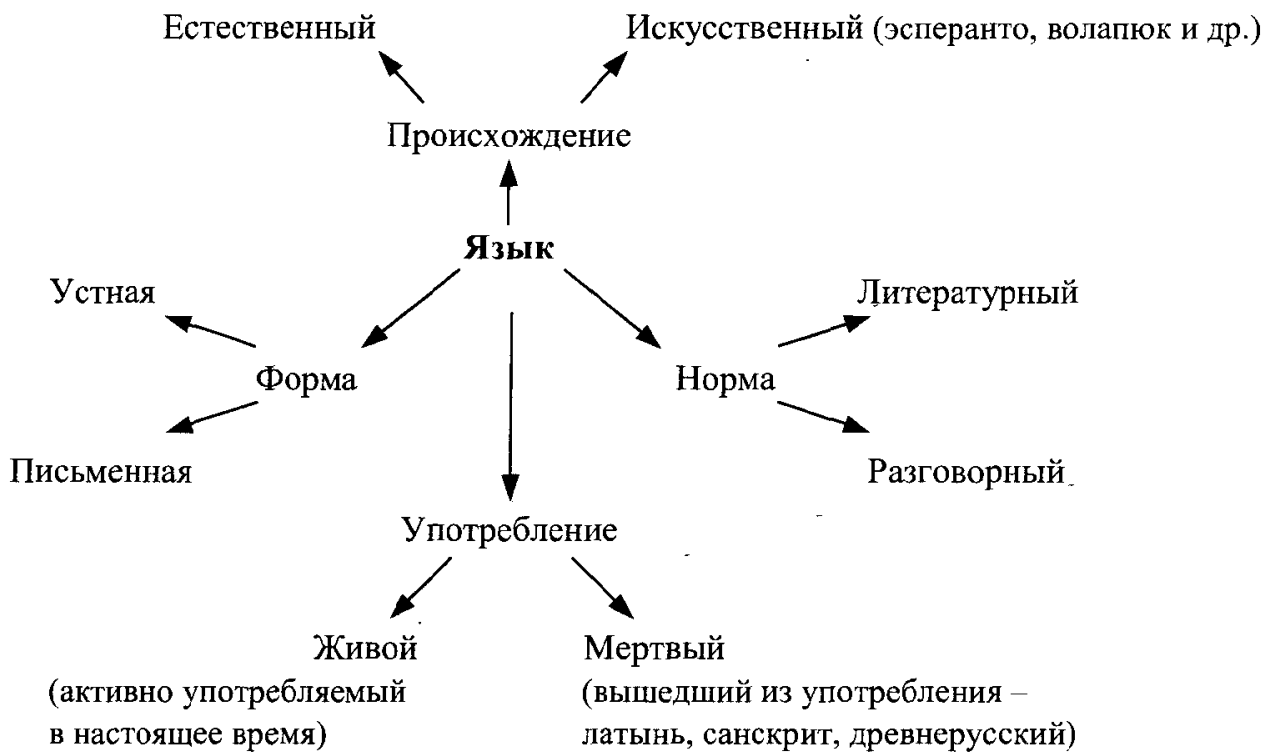 Естественный
Искусственный (эсперанто, волапюк и др.)
Происхождение
Язык
Устная
Литературный
Форма
Норма
Письменная
Разговорный
Употребление
Живой
(активно употребляемый
в настоящее время)
Мертвый
(вышедший из употребления –
латынь, санскрит, древнерусский)